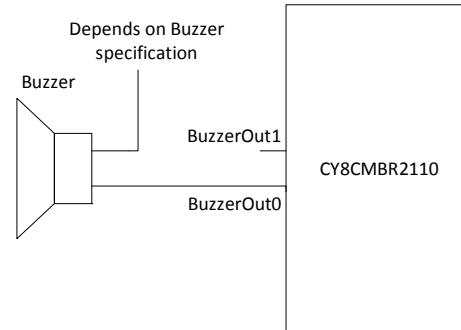 Depends on Buzzer
specification
Buzzer
BuzzerOut1
CY8CMBR2110
BuzzerOut0